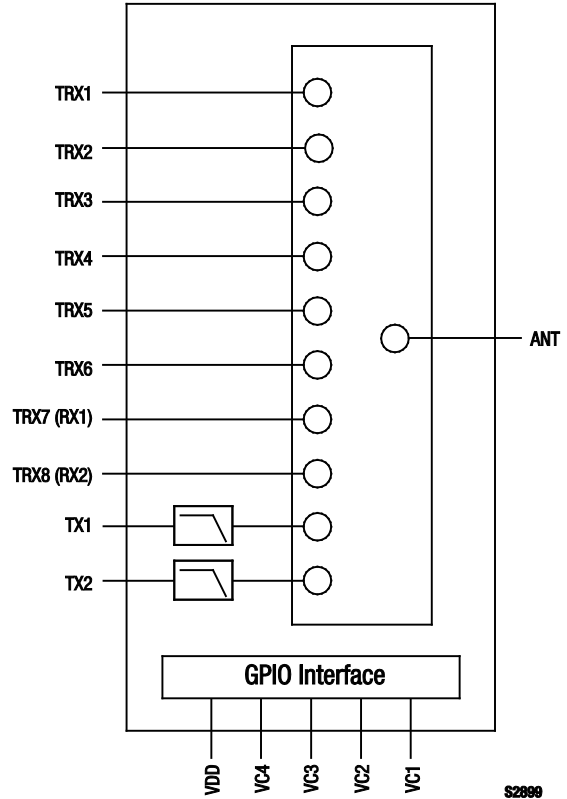 TRX1
TRX2
TRX3
TRX4
TRX5
ANT
TRX6
TRX7 (RX1)
TRX8 (RX2)
TX1
TX2
GPIO Interface
VDD
VC4
VC3
VC2
VC1
S2899